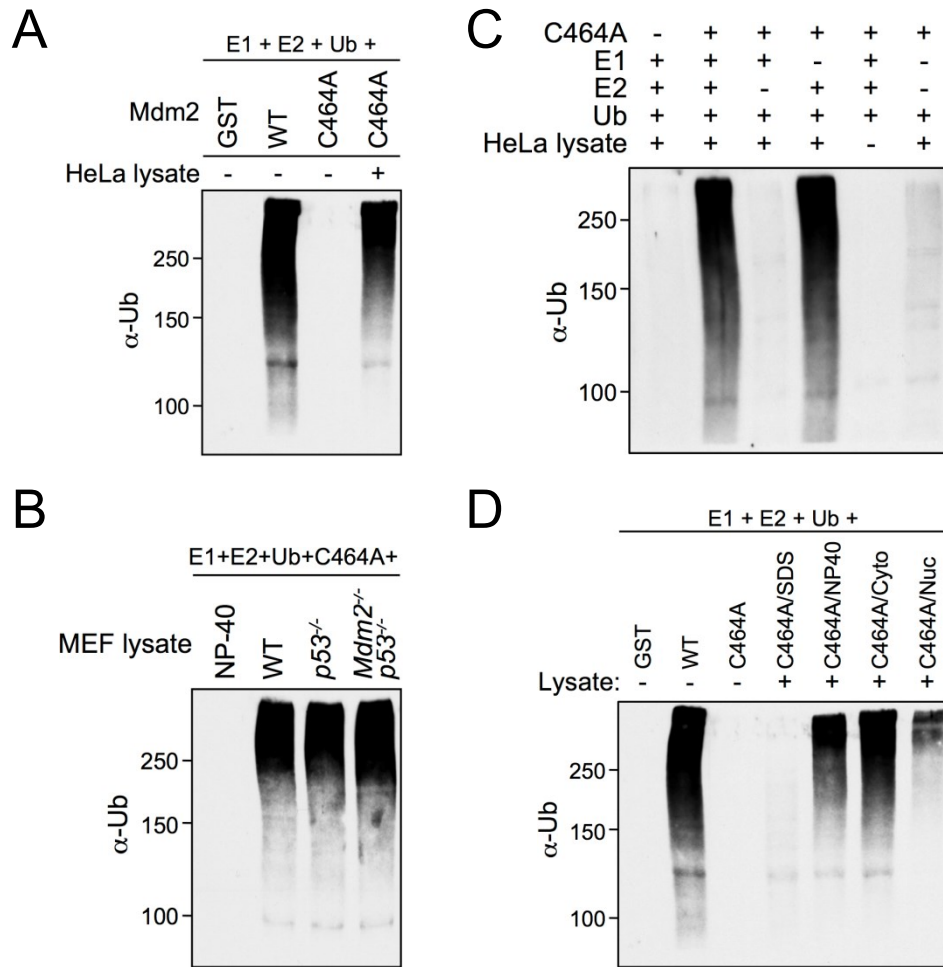 A
E1 + E2 + Ub +
Mdm2
GST
WT
C464A
C464A
HeLa lysate
- - - +
250
150
100
α-Ub
B
E1+E2+Ub+C464A+
MEF lysate
NP-40
WT
p53-/-
Mdm2-/-
p53-/-
250
150
100
α-Ub
C
C464A - + + + + +
E1 + + + - + -
E2 + + - + + -
Ub + + + + + +
HeLa lysate + + + + - +
250
150
100
α-Ub
D
E1 + E2 + Ub +
GST
WT
C464A
C464A/SDS
C464A/NP40
C464A/Cyto
C464A/Nuc
Lysate: - - - + + + +
250
150
100
α-Ub